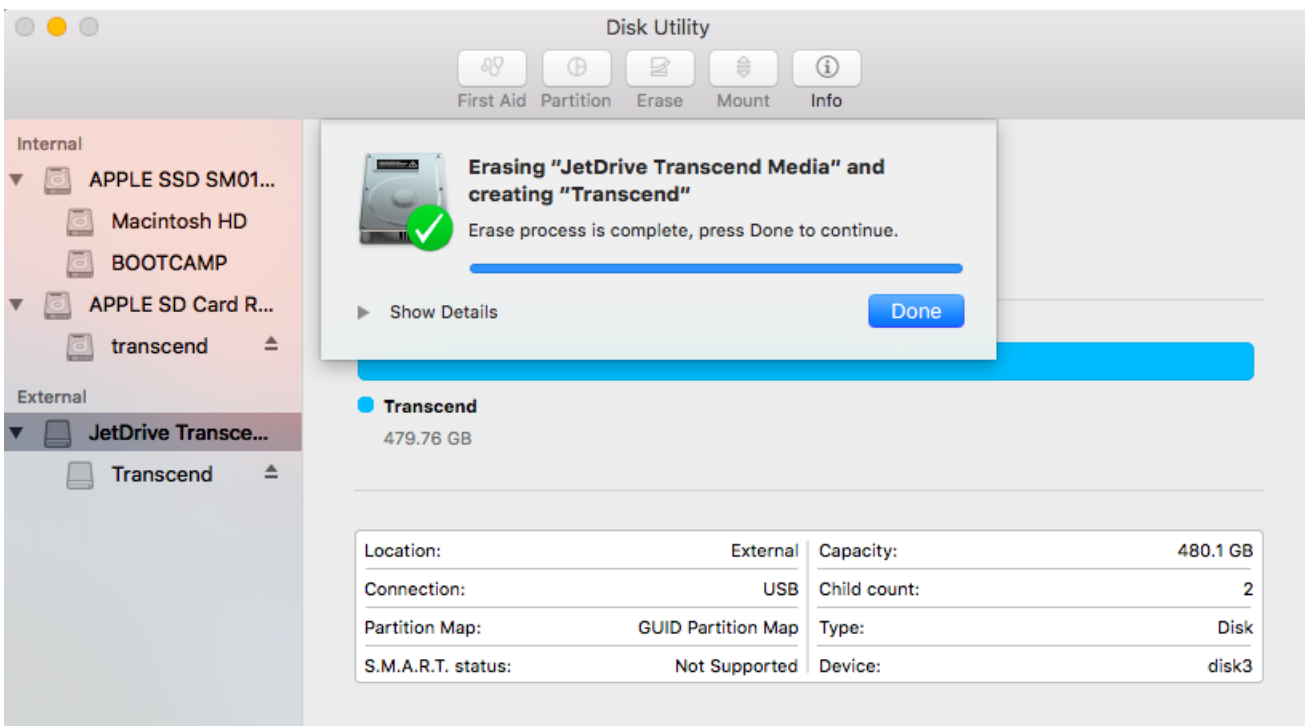 Disk Utility
First Aid Partition Erase Mount Info
Internal
APPLE SSD SM01...
Macintosh HD
BOOTCAMP
APPLE SD Card R...
transcend
External
JetDrive Transce...
Transcend
Erasing “JetDrive Transcend Media” and
creating “Transcend”
Erase process is complete, press Done to continue.
Show Details Done
Transcend
479.76 GB
Location: External Capacity: 480.1 GB
Connection: USB Child count: 2
Partition Map: GUID Partition Map Type: Disk
S.M.A.R.T. status: Not Supported Device: disk3